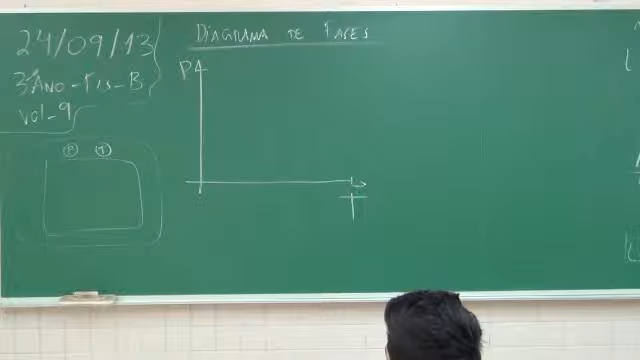 24/09/13
3º Ano - Fis - B
vol - 9
DIAGRAMA DE FASES
P
T
P T